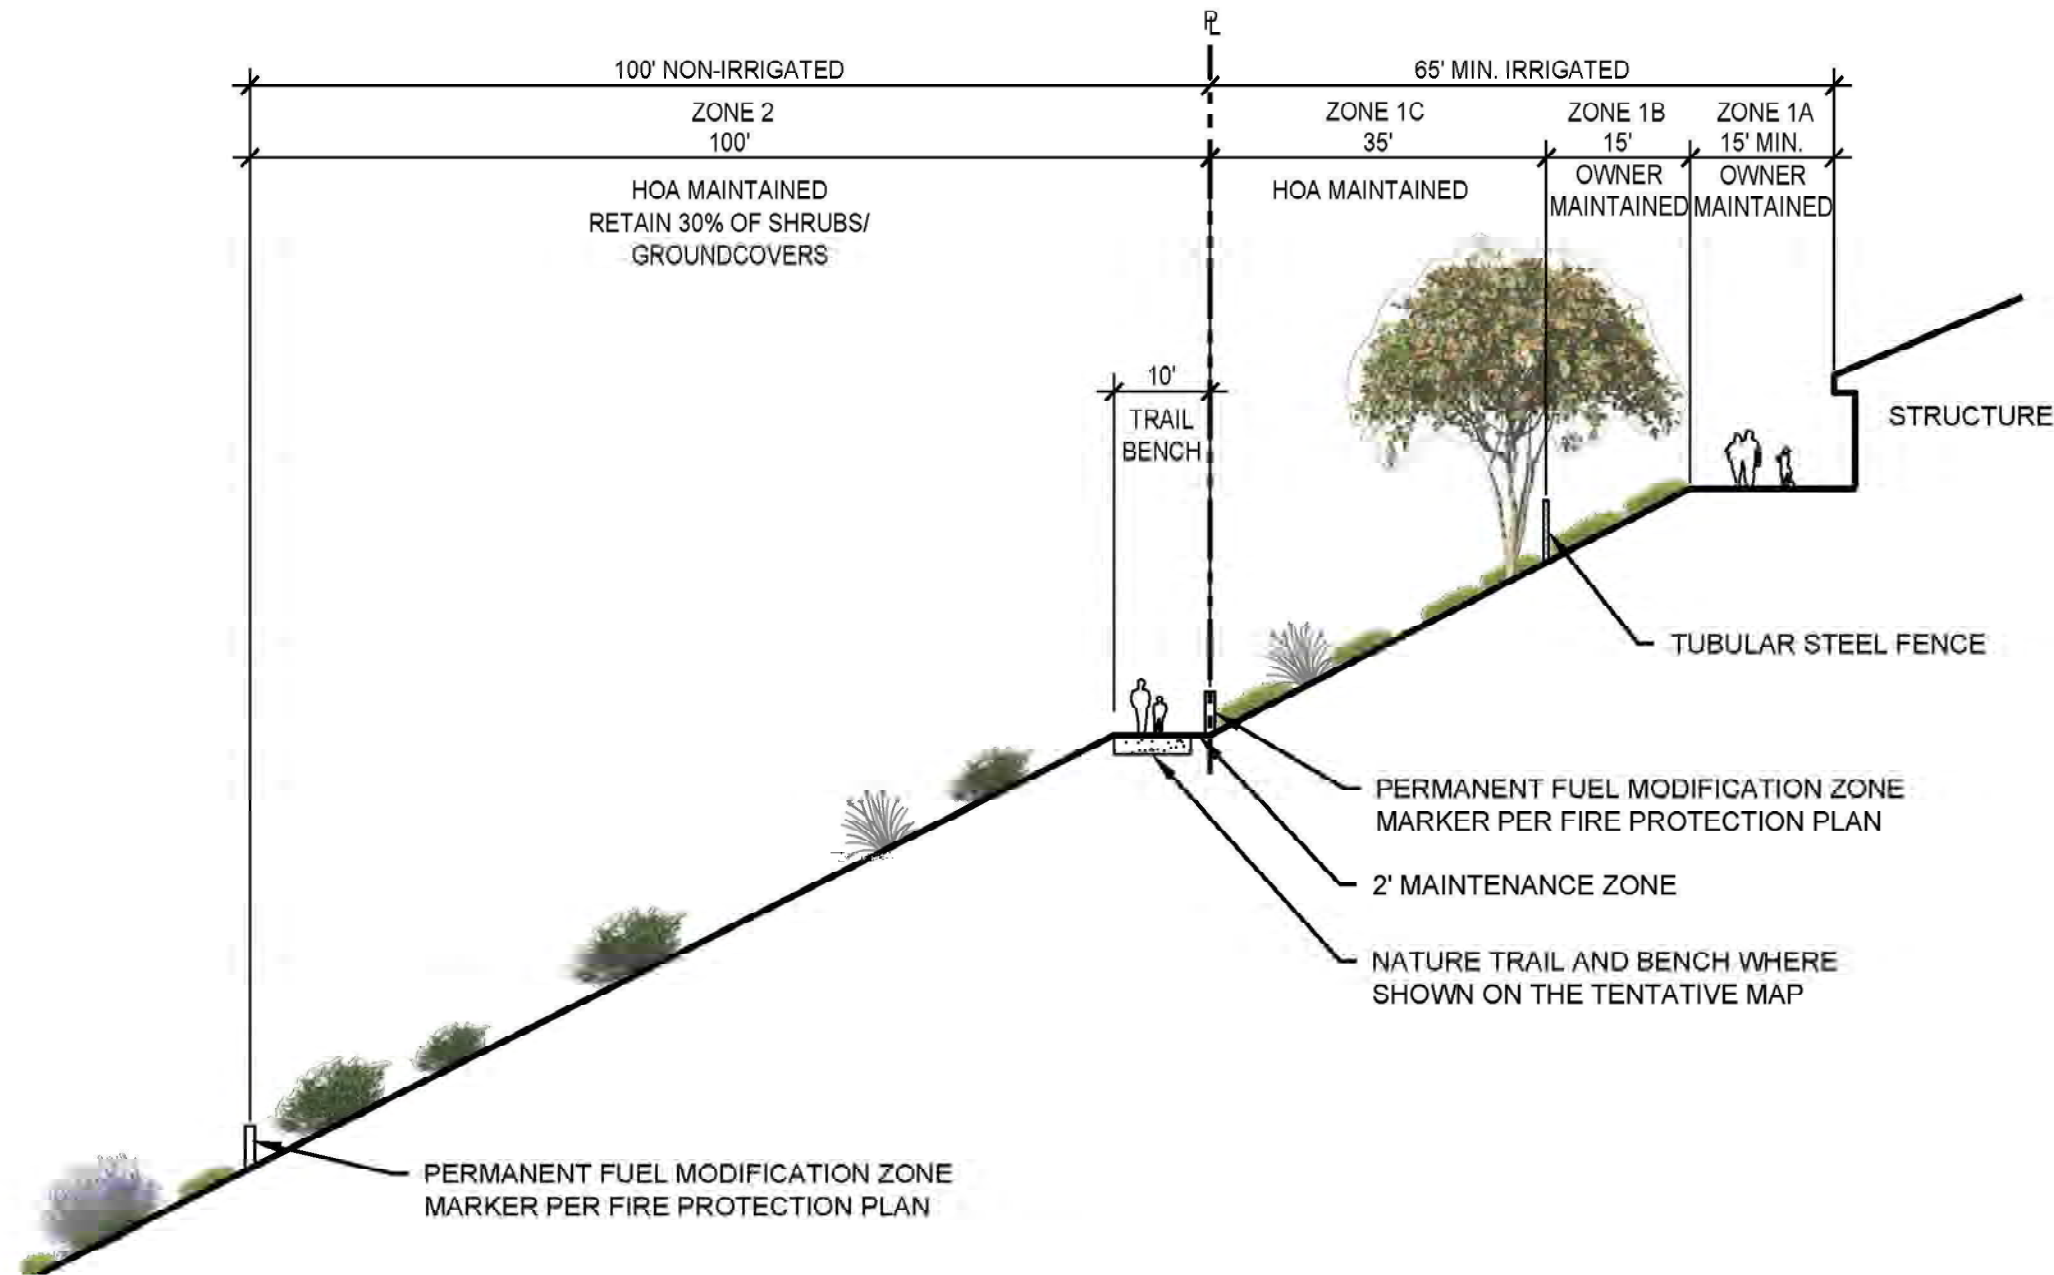 PL
100' NON-IRRIGATED
65' MIN. IRRIGATED
ZONE 2
100'
ZONE 1C
35'
ZONE 1B
15'
ZONE 1A
15' MIN.
HOA MAINTAINED
RETAIN 30% OF SHRUBS/
GROUNDCOVERS
HOA MAINTAINED
OWNER
MAINTAINED
OWNER
MAINTAINED
10'
TRAIL
BENCH
STRUCTURE
TUBULAR STEEL FENCE
PERMANENT FUEL MODIFICATION ZONE
MARKER PER FIRE PROTECTION PLAN
2' MAINTENANCE ZONE
NATURE TRAIL AND BENCH WHERE
SHOWN ON THE TENTATIVE MAP
PERMANENT FUEL MODIFICATION ZONE
MARKER PER FIRE PROTECTION PLAN